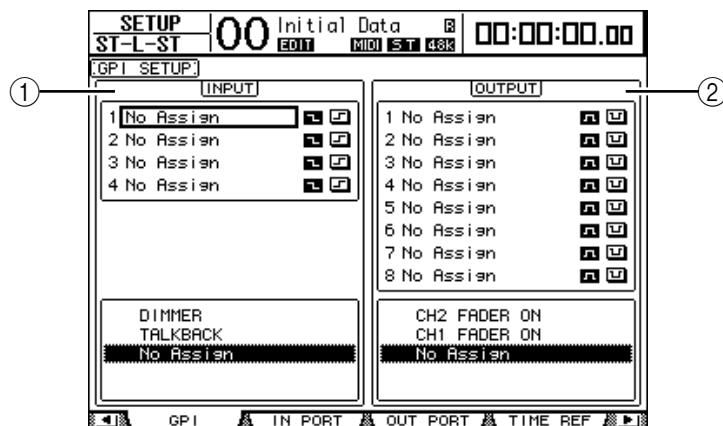 SETUP
ST-L-ST
00
Initial Data R
EDIT MIDI ST 48K
00:00:00.00
GPI SETUP
1
INPUT
OUTPUT
2
1 No Assign
2 No Assign
3 No Assign
4 No Assign
1 No Assign
2 No Assign
3 No Assign
4 No Assign
5 No Assign
6 No Assign
7 No Assign
8 No Assign
DIMMER
TALKBACK
No Assign
CH2 FADER ON
CH1 FADER ON
No Assign
GPI
IN PORT
OUT PORT
TIME REF